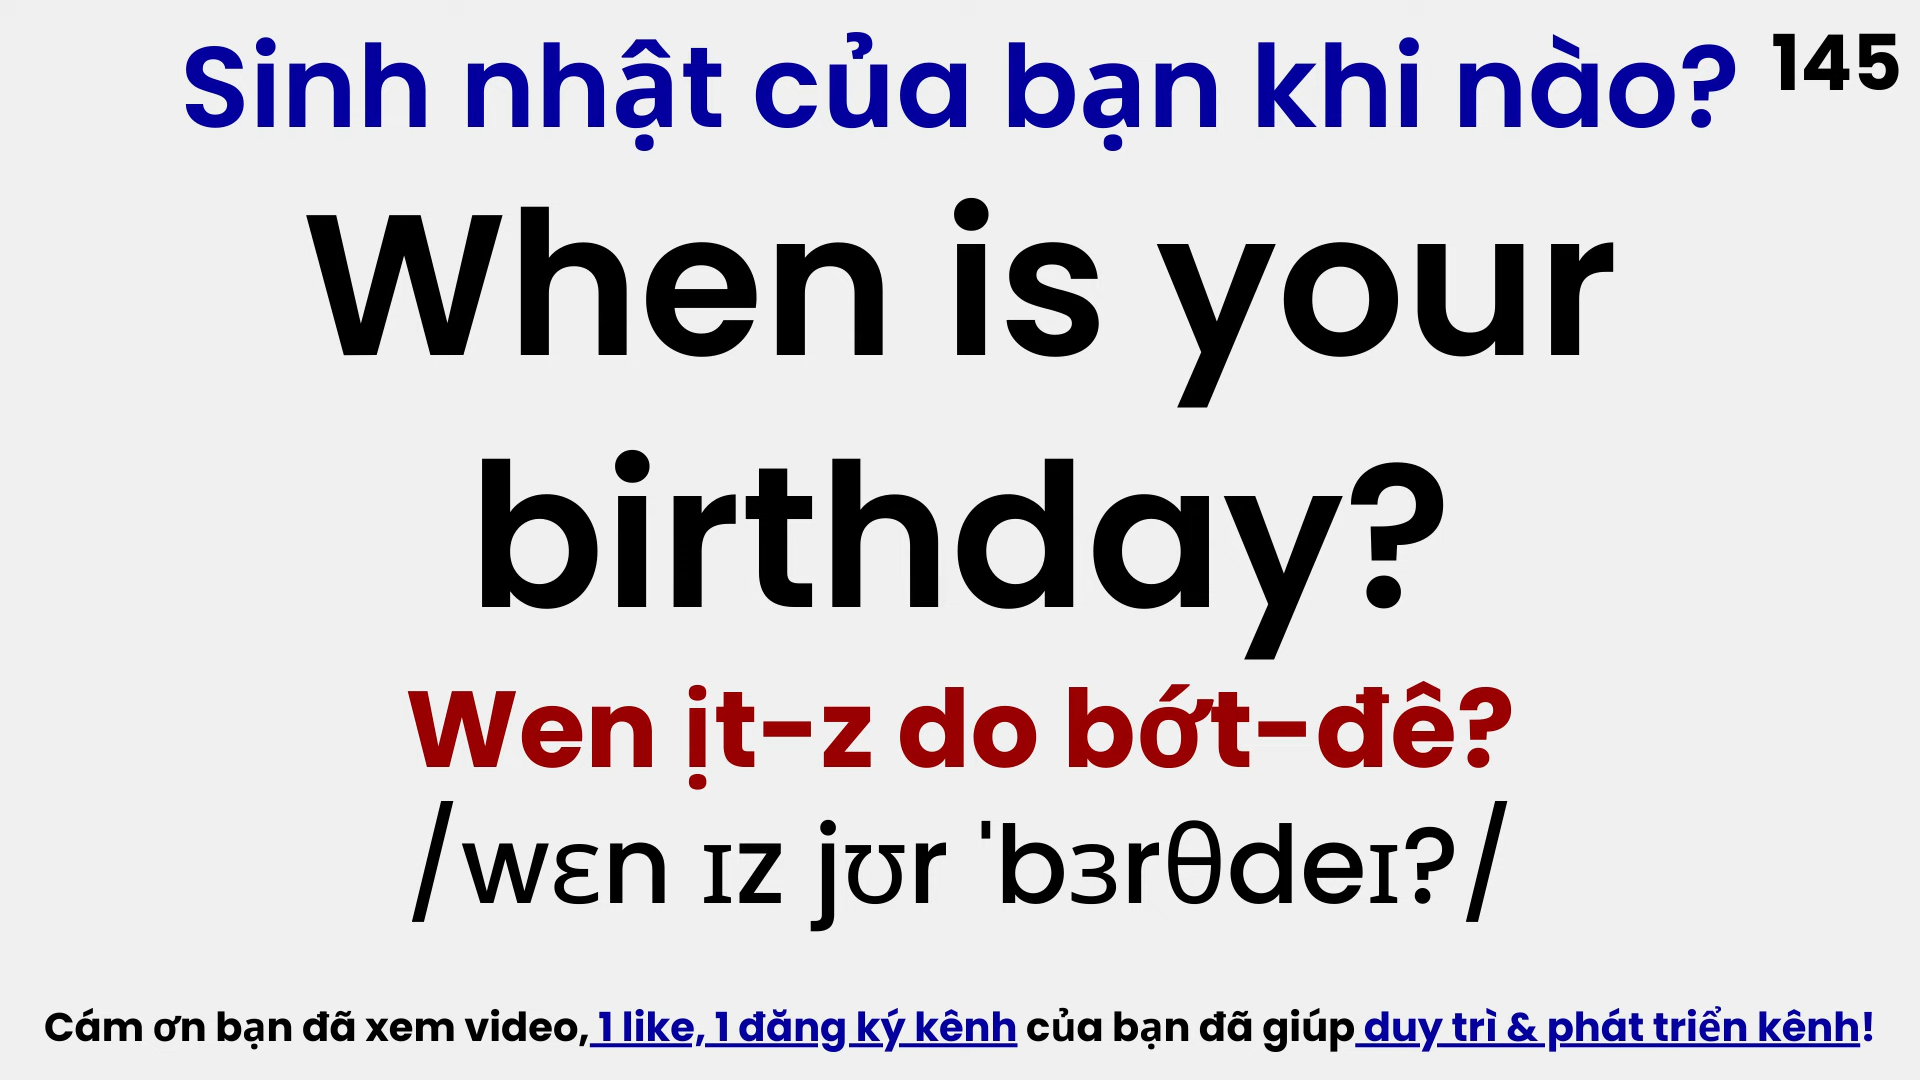 Sinh nhật của bạn khi nào? 145
When is your
birthday?
Wen ịt-z do bớt-đê?
/wɛn ɪz jʊr ˈbɜrθdeɪ?/
Cám ơn bạn đã xem video, 1 like, 1 đăng ký kênh của bạn đã giúp duy trì & phát triển kênh!